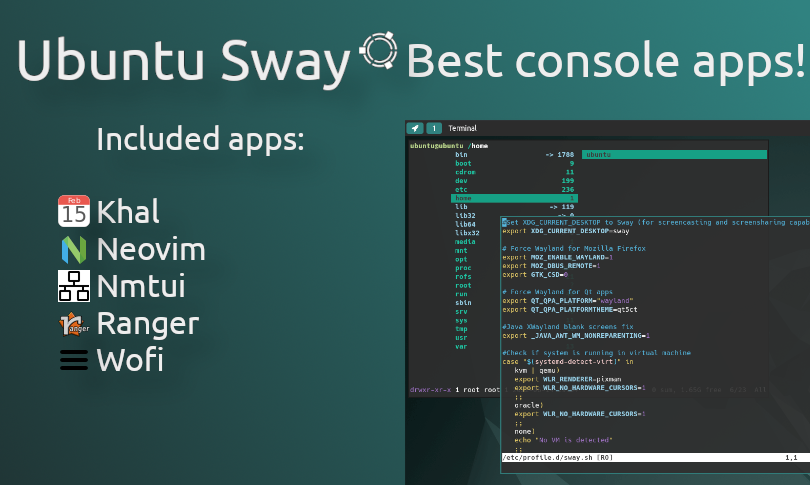 Ubuntu Sway Best console apps!
Included apps:
Feb
15
Khal
Neovim
Nmtui
ranger
Ranger
Wofi
1 Terminal
ubuntu@ubuntu /home
bin -> 1788
ubuntu
boot 9
cdrom 11
dev 199
etc 236
home 1
lib -> 119
lib32 -> 0
lib64
libx32
media
mnt
opt
proc
rofs
root
run
sbin
srv
sys
tmp
usr
var
drwxr-xr-x 1 root root
#Set XDG_CURRENT_DESKTOP to Sway (for screencasting and screensharing capab
export XDG_CURRENT_DESKTOP=sway
# Force Wayland for Mozilla Firefox
export MOZ_ENABLE_WAYLAND=1
export MOZ_DBUS_REMOTE=1
export GTK_CSD=0
# Force Wayland for Qt apps
export QT_QPA_PLATFORM="wayland"
export QT_QPA_PLATFORMTHEME=qt5ct
#Java XWayland blank screens fix
export _JAVA_AWT_WM_NONREPARENTING=1
#Check if system is running in virtual machine
case "$(systemd-detect-virt)" in
kvm | qemu)
export WLR_RENDERER=pixman
export WLR_NO_HARDWARE_CURSORS=1
;;
oracle)
export WLR_NO_HARDWARE_CURSORS=1
;;
none)
echo "No VM is detected"
;;
/etc/profile.d/sway.sh [RO] 1,1